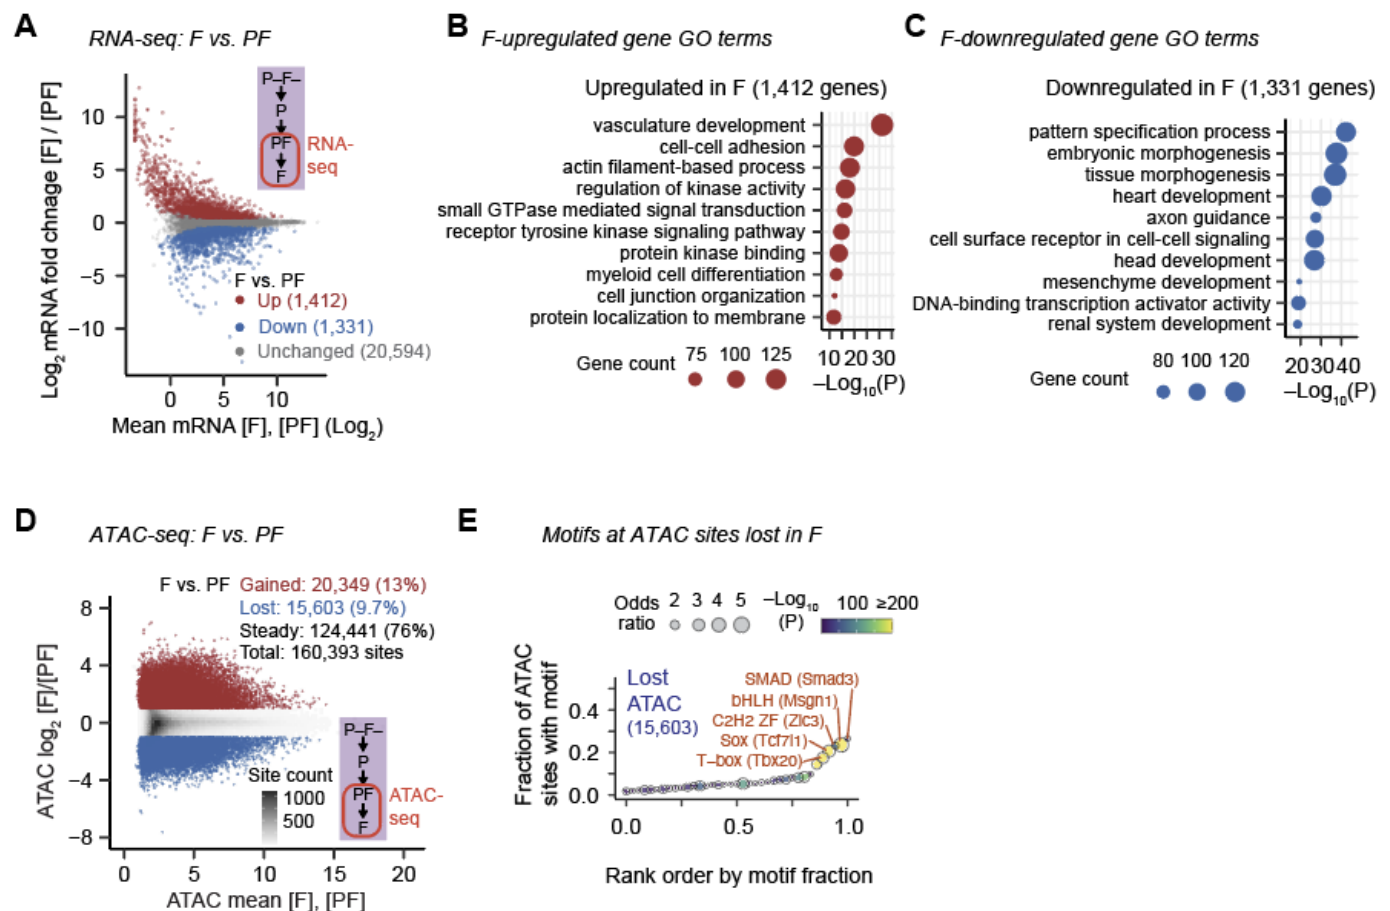 A
RNA-seq: F vs. PF
Log2 mRNA fold chnage [F] / [PF]
10
5
0
−5
−10
P–F–
P
PF
F
RNA-
seq
F vs. PF
Up (1,412)
Down (1,331)
Unchanged (20,594)
0 5 10
Mean mRNA [F], [PF] (Log2)
B
F-upregulated gene GO terms
Upregulated in F (1,412 genes)
vasculature development
cell-cell adhesion
actin filament-based process
regulation of kinase activity
small GTPase mediated signal transduction
receptor tyrosine kinase signaling pathway
protein kinase binding
myeloid cell differentiation
cell junction organization
protein localization to membrane
10 20 30
−Log10(P)
Gene count
75 100 125
C
F-downregulated gene GO terms
Downregulated in F (1,331 genes)
pattern specification process
embryonic morphogenesis
tissue morphogenesis
heart development
axon guidance
cell surface receptor in cell-cell signaling
head development
mesenchyme development
DNA-binding transcription activator activity
renal system development
20 30 40
−Log10(P)
Gene count
80 100 120
D
ATAC-seq: F vs. PF
F vs. PF
Gained: 20,349 (13%)
Lost: 15,603 (9.7%)
Steady: 124,441 (76%)
Total: 160,393 sites
ATAC log2 [F]/[PF]
8
4
0
−4
−8
Site count
1000
500
P–F–
P
PF
F
ATAC-
seq
0 5 10 15 20
ATAC mean [F], [PF]
E
Motifs at ATAC sites lost in F
Odds
ratio
2 3 4 5
−Log10
(P)
100 ≥200
Fraction of ATAC
sites with motif
0.4
0.2
0.0
Lost
ATAC
(15,603)
SMAD (Smad3)
bHLH (Msgn1)
C2H2 ZF (Zic3)
Sox (Tcf7l1)
T-box (Tbx20)
0.0 0.5 1.0
Rank order by motif fraction